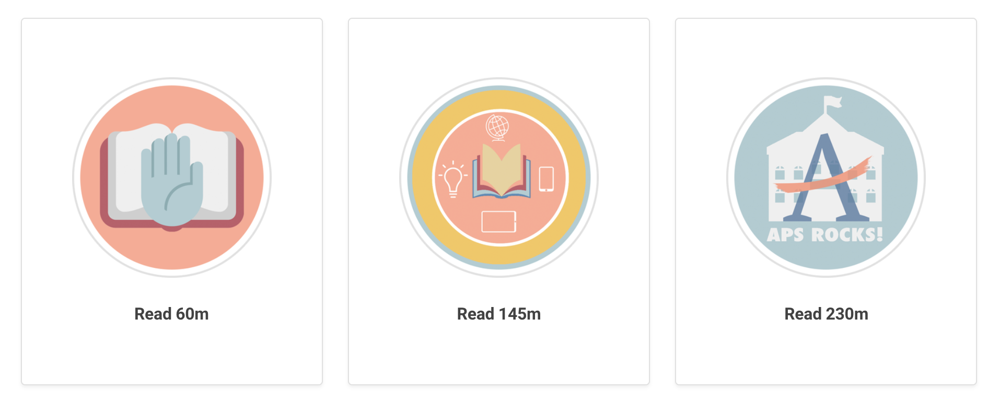 APS ROCKS!
Read 60m
Read 145m
Read 230m